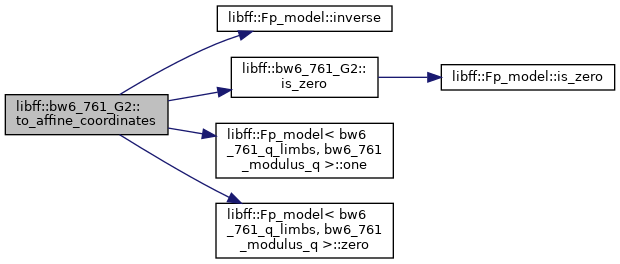 libff::Fp_model::inverse
libff::bw6_761_G2::
is_zero
libff::Fp_model::is_zero
libff::bw6_761_G2::
to_affine_coordinates
libff::Fp_model< bw6
_761_q_limbs, bw6_761
_modulus_q >::one
libff::Fp_model< bw6
_761_q_limbs, bw6_761
_modulus_q >::zero